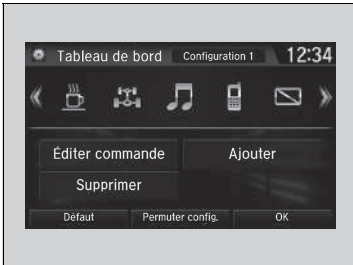 Tableau de bord Configuration 1 12:34
Éditer commande Ajouter
Supprimer
Défaut Permuter config. OK